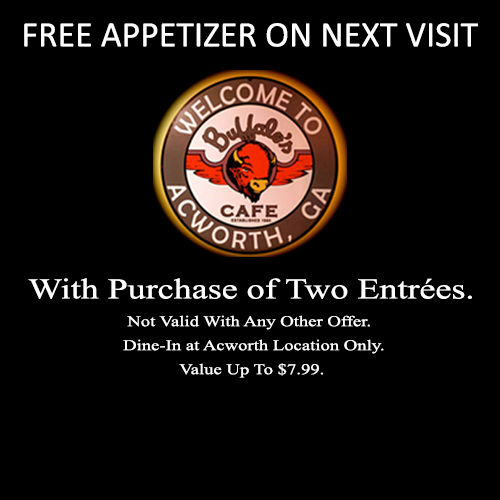 FREE APPETIZER ON NEXT VISIT
WELCOME TO
Buffalo's
CAFE
ESTABLISHED 1985
ACWORTH, GA
With Purchase of Two Entrées.
Not Valid With Any Other Offer.
Dine-In at Acworth Location Only.
Value Up To $7.99.